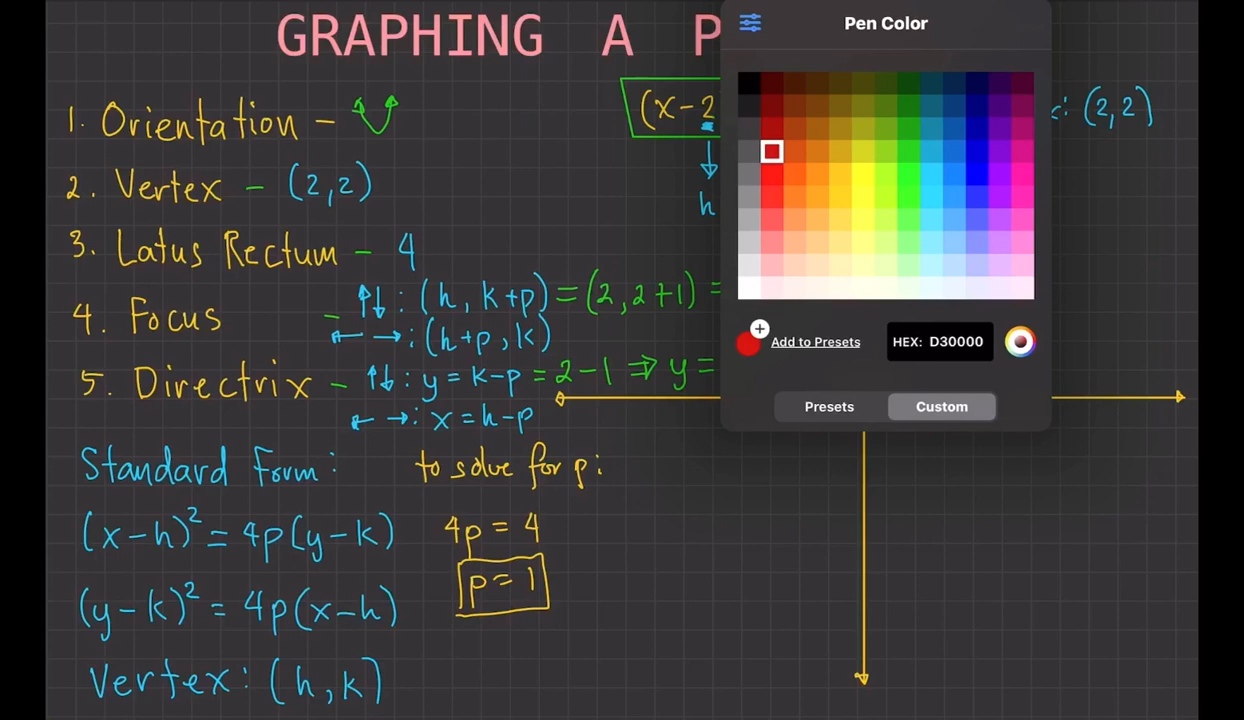 GRAPHING A P
Pen Color
1. Orientation -
(x-2
: (2,2)
2. Vertex - (2,2)
h
3. Latus Rectum - 4
4. Focus - ↑↓: (h, k+p) = (2, 2+1) =
← →: (h+p, k)
Add to Presets
HEX: D30000
5. Directrix - ↑↓: y = k-p = 2-1 ⇒ y =
← →: x = h-p
Presets
Custom
Standard Form:
to solve for p:
(x-h)² = 4p(y-k)
4p = 4
p = 1
(y-k)² = 4p(x-h)
Vertex: (h,k)